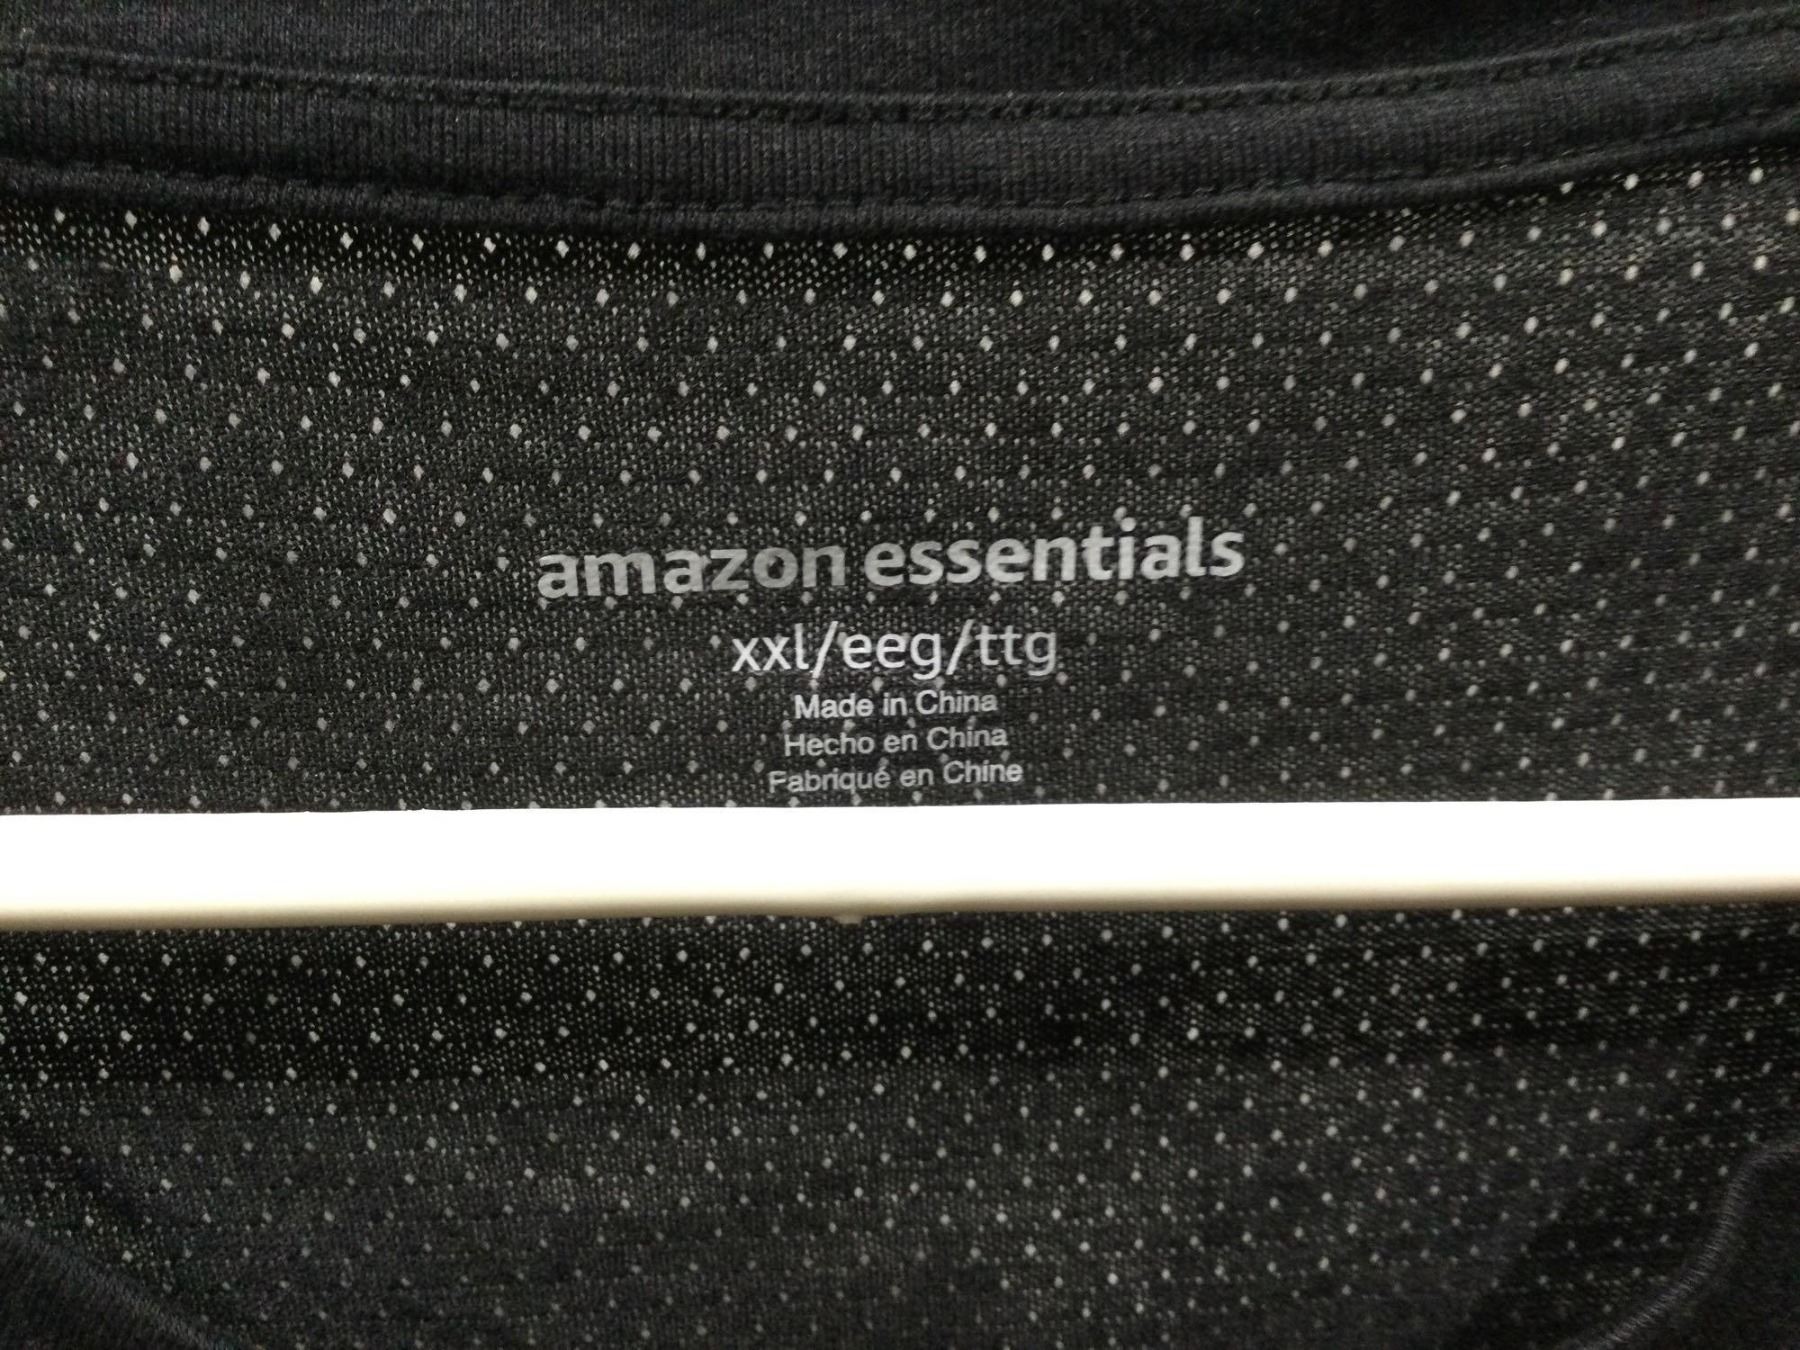 amazon essentials
xxl/eeg/ttg
Made in China
Hecho en China
Fabriqué en Chine